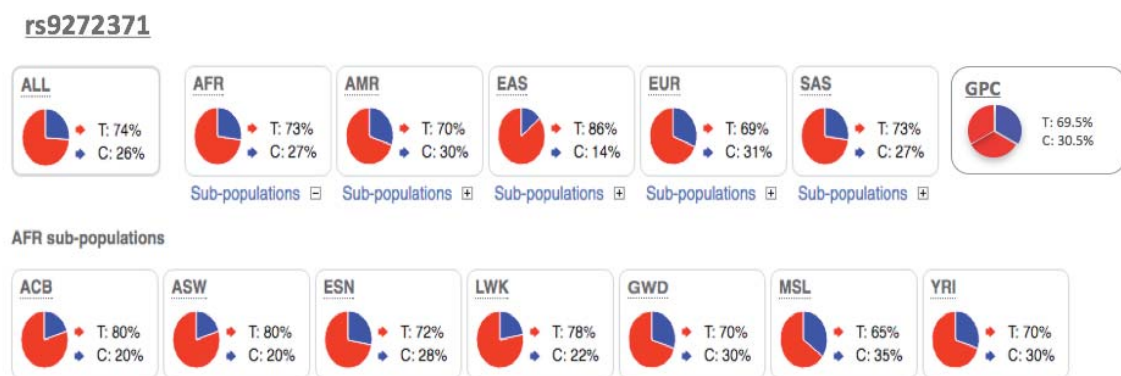 rs9272371
ALL
T: 74%
C: 26%
AFR
T: 73%
C: 27%
Sub-populations
AMR
T: 70%
C: 30%
Sub-populations
EAS
T: 86%
C: 14%
Sub-populations
EUR
T: 69%
C: 31%
Sub-populations
SAS
T: 73%
C: 27%
Sub-populations
GPC
T: 69.5%
C: 30.5%
AFR sub-populations
ACB
T: 80%
C: 20%
ASW
T: 80%
C: 20%
ESN
T: 72%
C: 28%
LWK
T: 78%
C: 22%
GWD
T: 70%
C: 30%
MSL
T: 65%
C: 35%
YRI
T: 70%
C: 30%